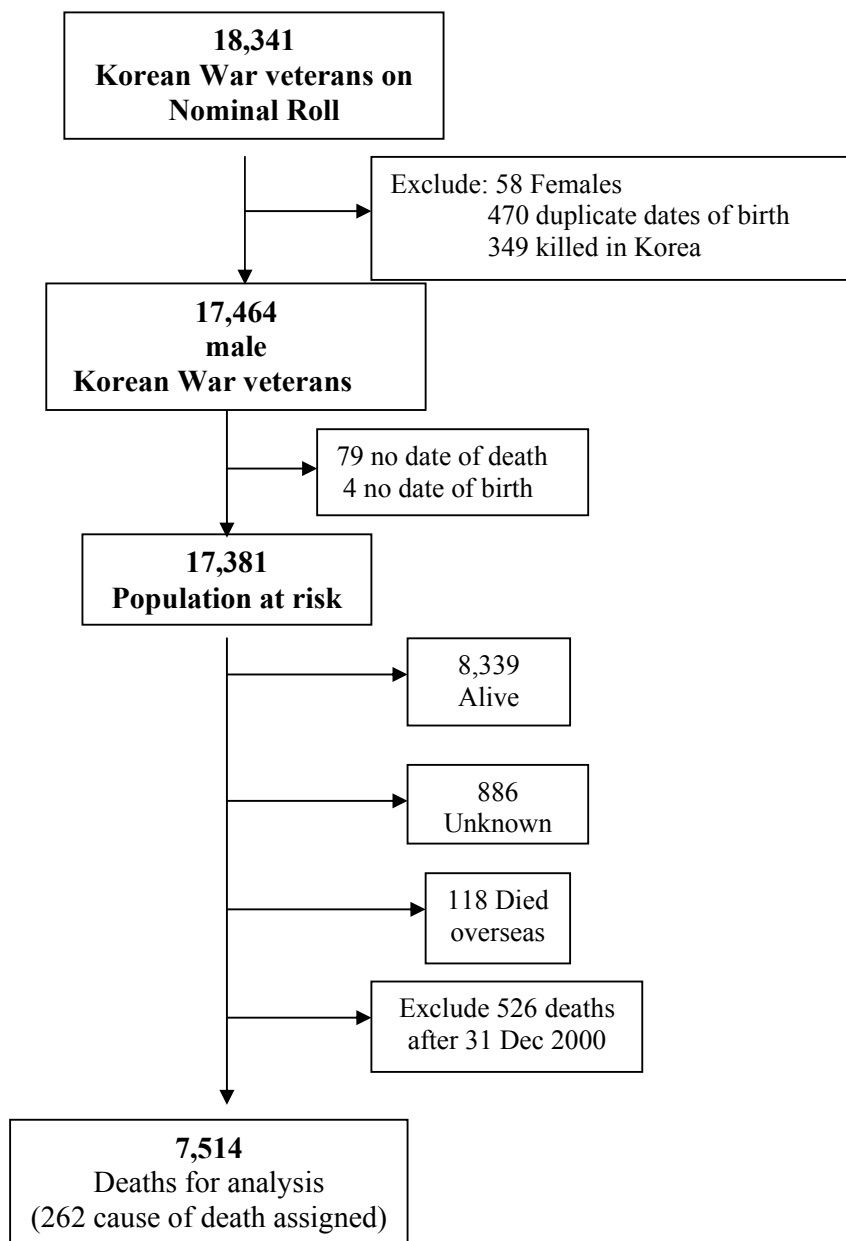 18,341
Korean War veterans on
Nominal Roll
Exclude: 58 Females
470 duplicate dates of birth
349 killed in Korea
17,464
male
Korean War veterans
79 no date of death
4 no date of birth
17,381
Population at risk
8,339
Alive
886
Unknown
118 Died
overseas
Exclude 526 deaths
after 31 Dec 2000
7,514
Deaths for analysis
(262 cause of death assigned)